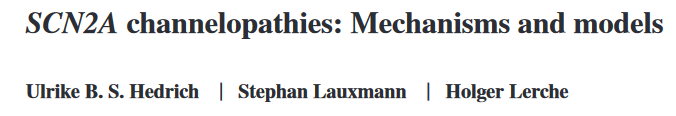 SCN2A channelopathies: Mechanisms and models
Ulrike B. S. Hedrich | Stephan Lauxmann | Holger Lerche